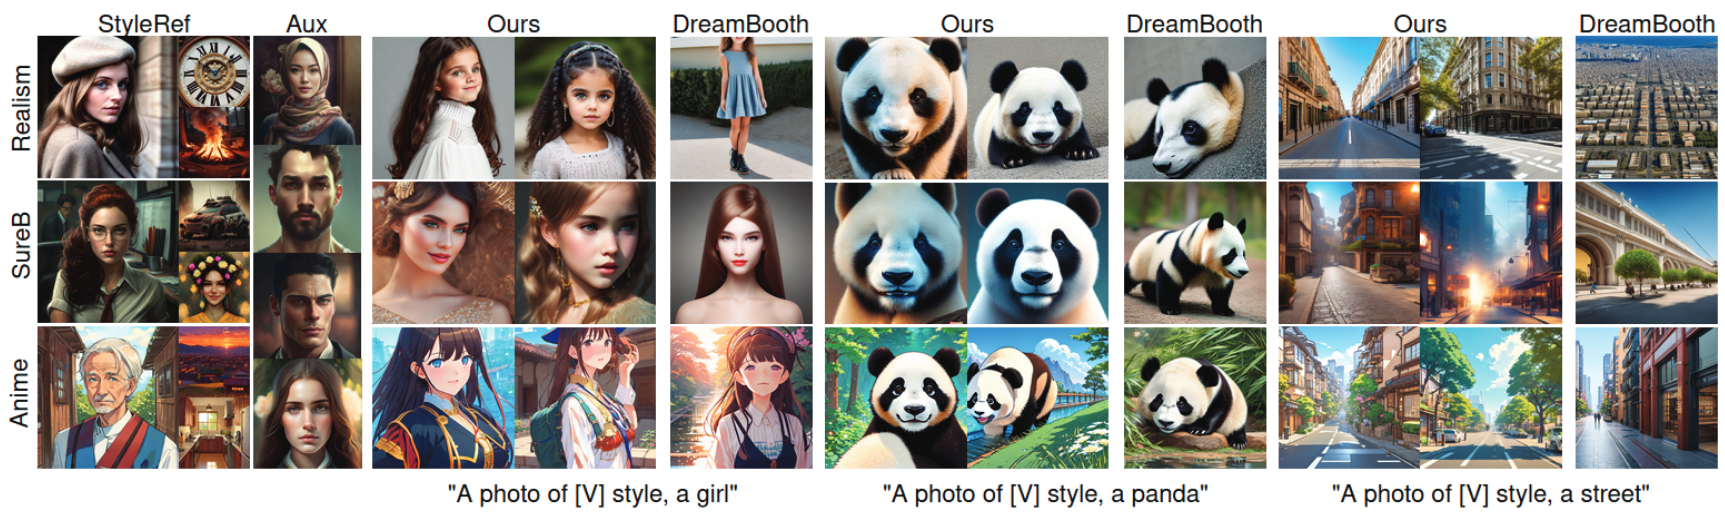 StyleRef Aux Ours DreamBooth Ours DreamBooth Ours DreamBooth
Realism
SureB
Anime
"A photo of [V] style, a girl" "A photo of [V] style, a panda" "A photo of [V] style, a street"